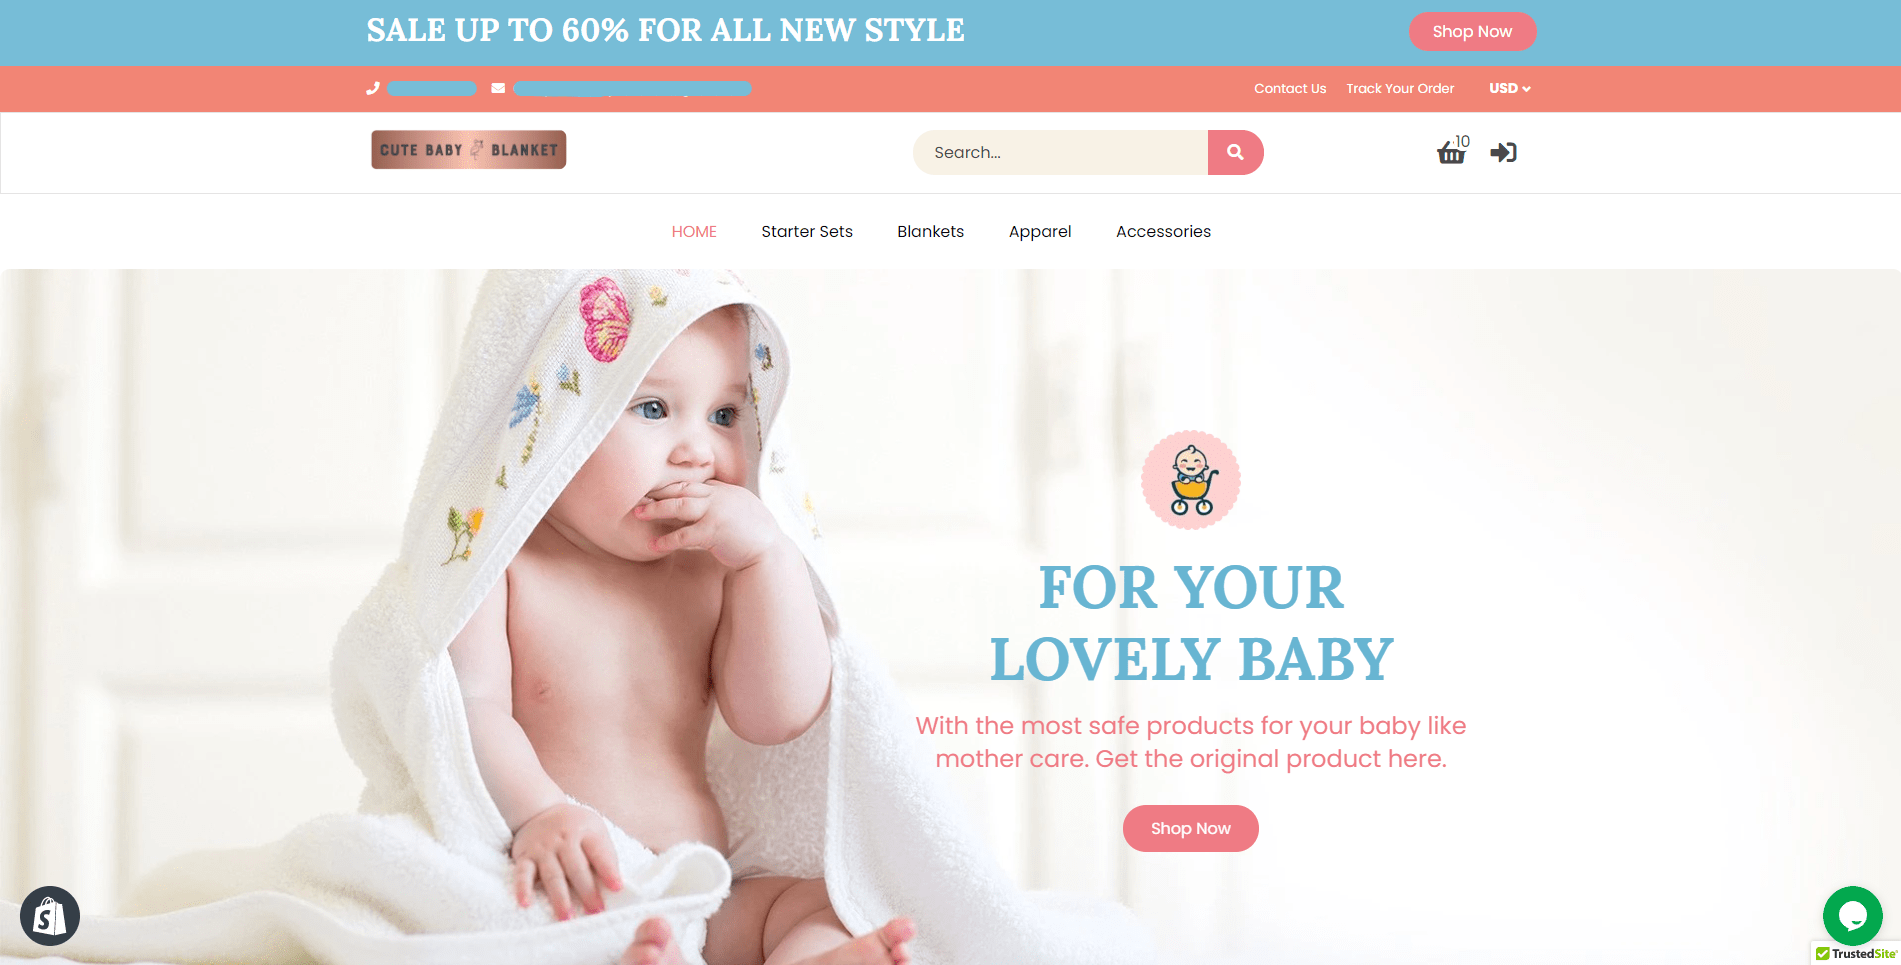 SALE UP TO 60% FOR ALL NEW STYLE
Shop Now
Contact Us
Track Your Order
USD
CUTE BABY BLANKET
Search...
10
HOME
Starter Sets
Blankets
Apparel
Accessories
FOR YOUR
LOVELY BABY
With the most safe products for your baby like
mother care. Get the original product here.
Shop Now
S
TrustedSite